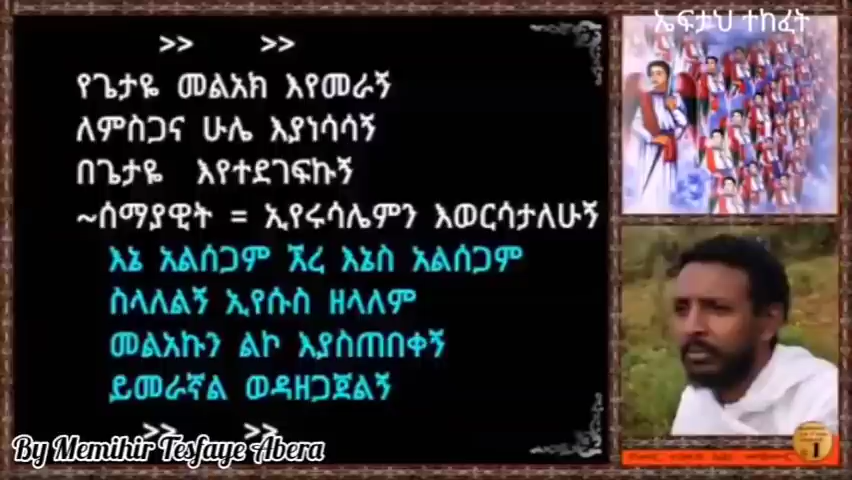 ኤፍታህ ተከፈት
>> >>
የጌታዬ መልአክ እየመራኝ
ለምስጋና ሁሌ እያነሳሳኝ
በጌታዬ እየተደገፍኩኝ
~ሰማያዊት = ኢየሩሳሌምን እወርሳታለሁኝ
እኔ አልሰጋም ኧረ እኔስ አልሰጋም
ስላለልኝ ኢየሱስ ዘላለም
መልአኩን ልኮ እያስጠበቀኝ
ይመራኛል ወዳዘጋጀልኝ
>> >>
By Memihir Tesfaye Abera
1